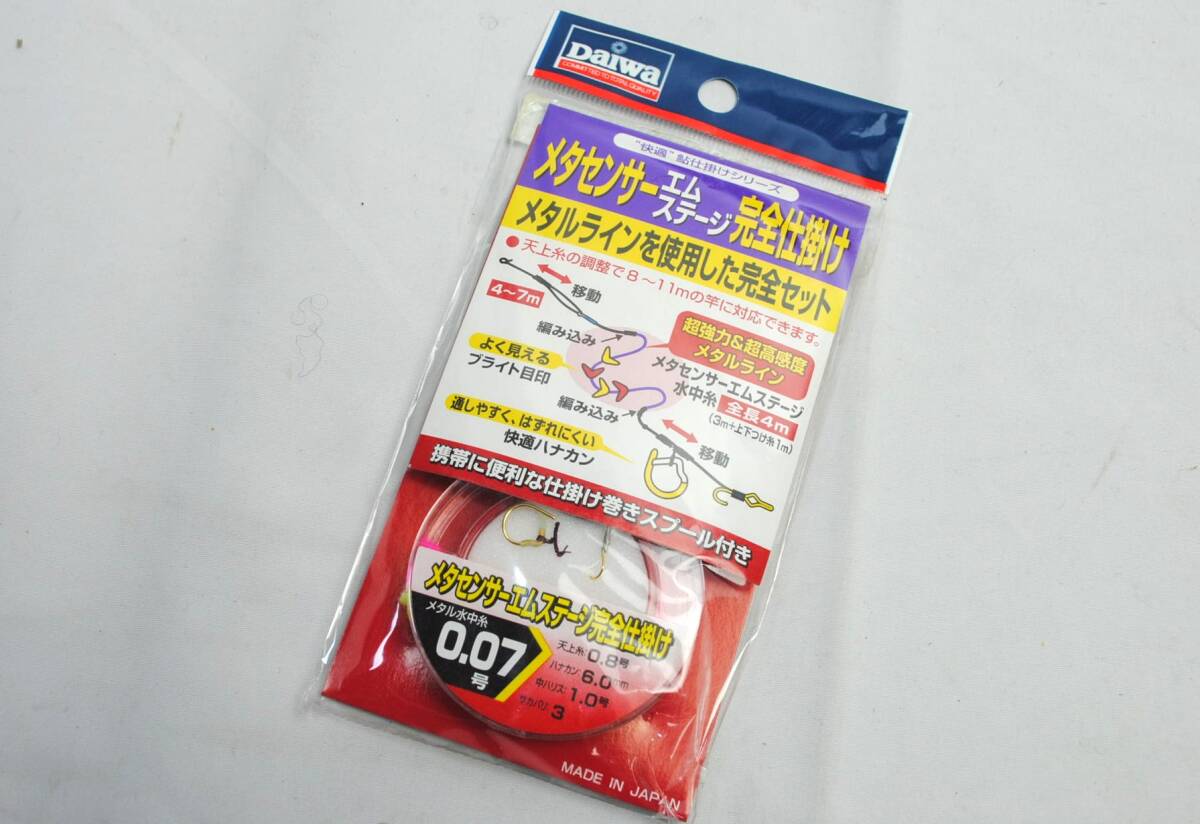 Daiwa
COMMITTED TO TOTAL QUALITY
"快適"鮎仕掛けシリーズ
メタセンサーエムステージ完全仕掛け
メタルラインを使用した完全セット
●天上糸の調整で8～11mの竿に対応できます。
4～7m
移動
編み込み
超強力&超高感度
メタルライン
よく見える
ブライト目印
メタセンサーエムステージ
水中糸 全長4m
(3m+上下つけ糸1m)
編み込み
通しやすく、はずれにくい
快適ハナカン
移動
携帯に便利な仕掛け巻きスプール付き
メタセンサーエムステージ完全仕掛け
メタル水中糸
0.07
号
天上糸:0.8号
ハナカン:6.0mm
中ハリス:1.0号
サカバリ:3
MADE IN JAPAN